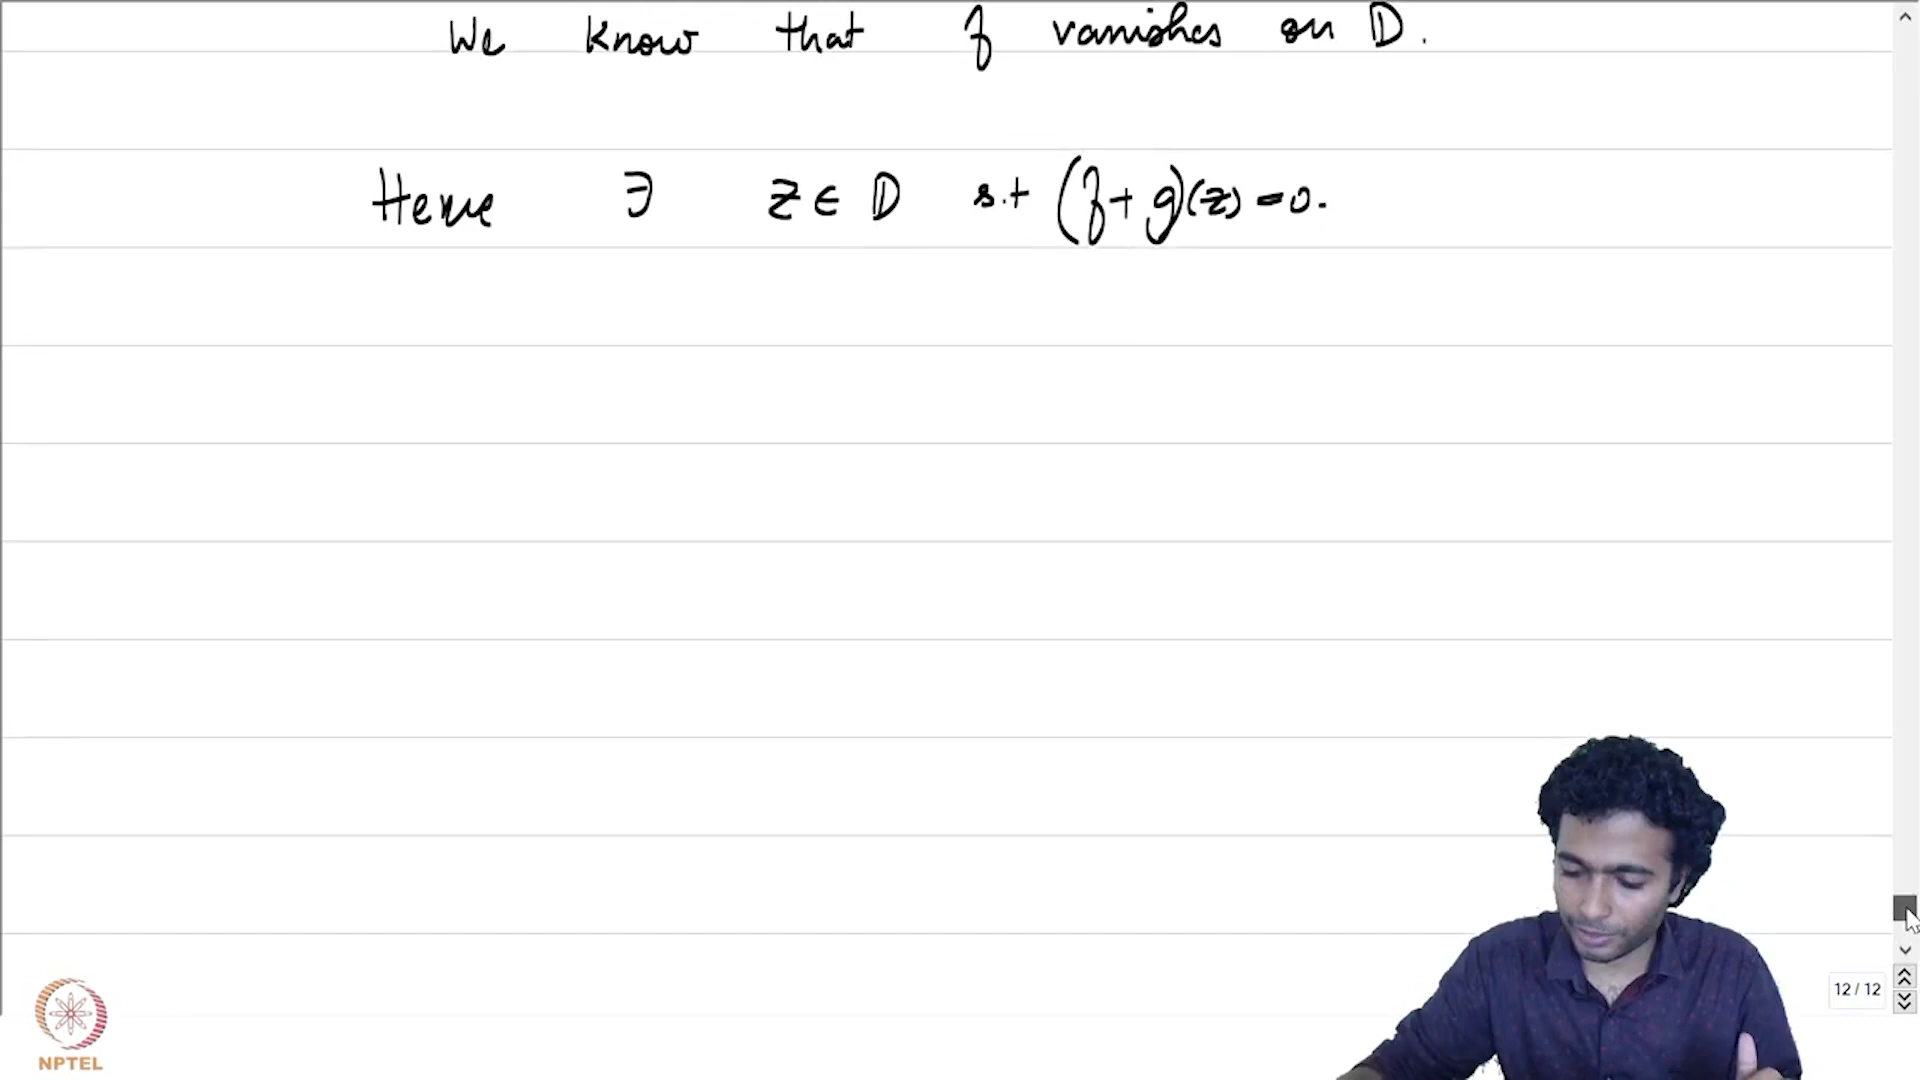 We know that f vanishes on D.
Hence ∃ z ∈ D s.t (f+g)(z) = 0.
12 / 12
NPTEL